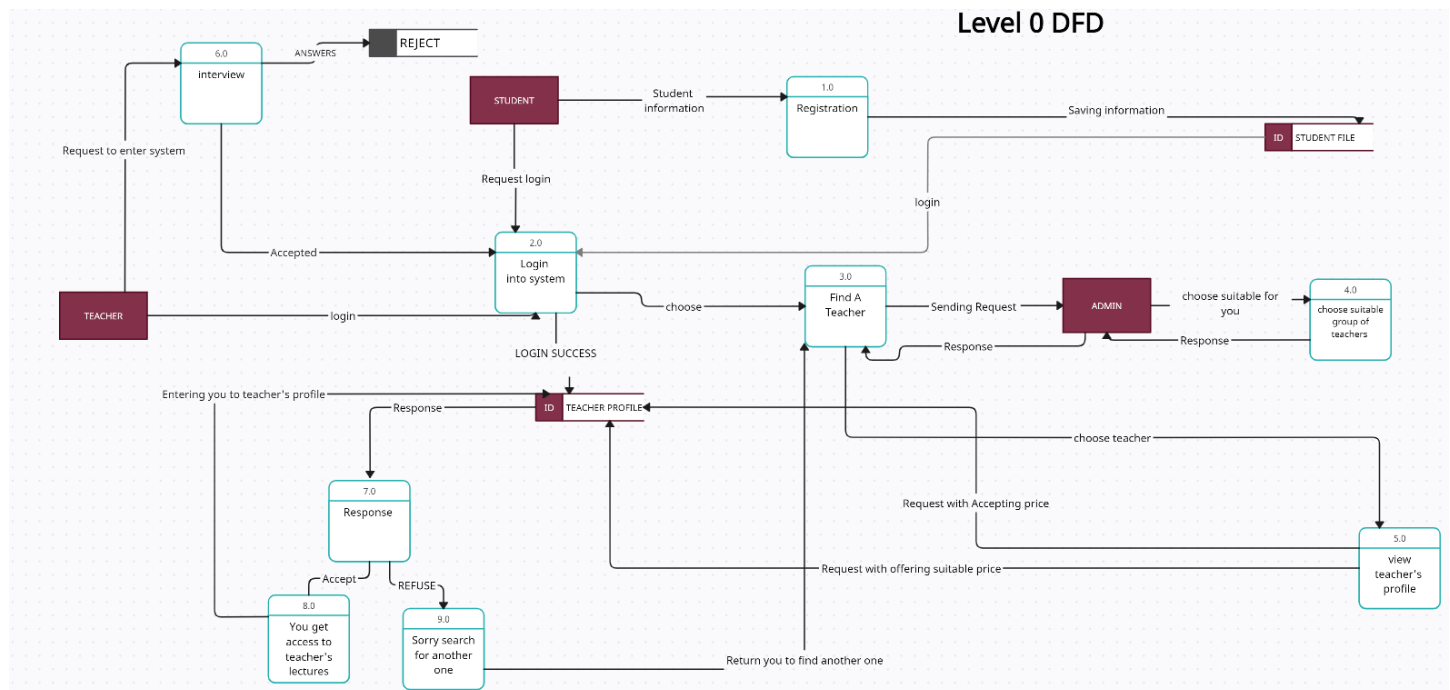 Level 0 DFD
6.0
interview
ANSWERS
REJECT
STUDENT
Student
information
1.0
Registration
Saving information
ID
STUDENT FILE
Request to enter system
Request login
login
Accepted
2.0
Login
into system
3.0
Find A
Teacher
choose
Sending Request
ADMIN
choose suitable for
you
4.0
choose suitable
group of
teachers
TEACHER
login
Response
Response
LOGIN SUCCESS
Entering you to teacher's profile
Response
ID
TEACHER PROFILE
choose teacher
7.0
Response
Request with Accepting price
5.0
view
teacher's
profile
Request with offering suitable price
Accept
REFUSE
8.0
You get
access to
teacher's
lectures
9.0
Sorry search
for another
one
Return you to find another one